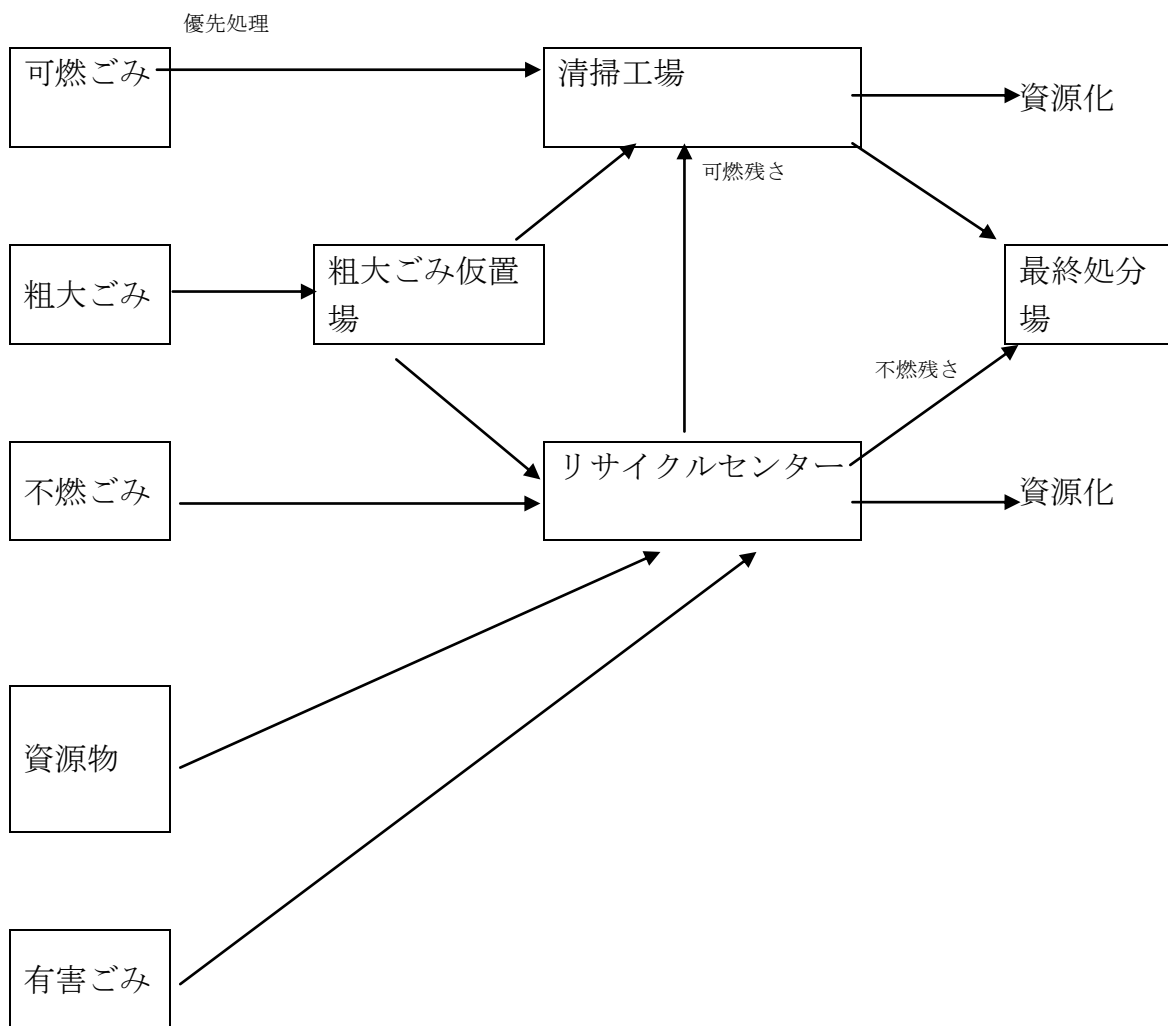 優先処理
可燃ごみ
清掃工場
資源化
可燃残さ
粗大ごみ
粗大ごみ仮置
場
最終処分
場
不燃残さ
不燃ごみ
リサイクルセンター
資源化
資源物
有害ごみ